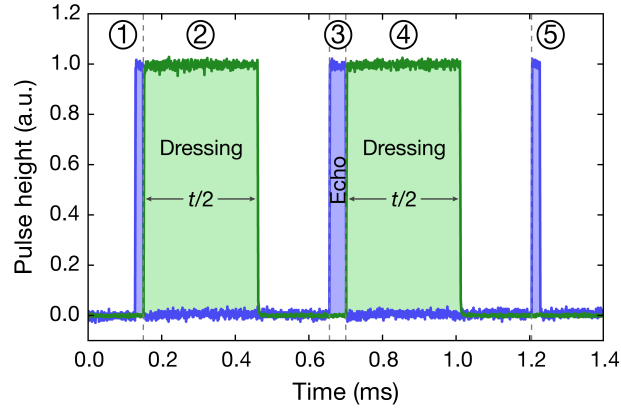 ① ② ③ ④ ⑤
1.2
1.0
0.8
0.6
0.4
0.2
0.0
Pulse height (a.u.)
Dressing
t/2
Echo
Dressing
t/2
0.0 0.2 0.4 0.6 0.8 1.0 1.2 1.4
Time (ms)